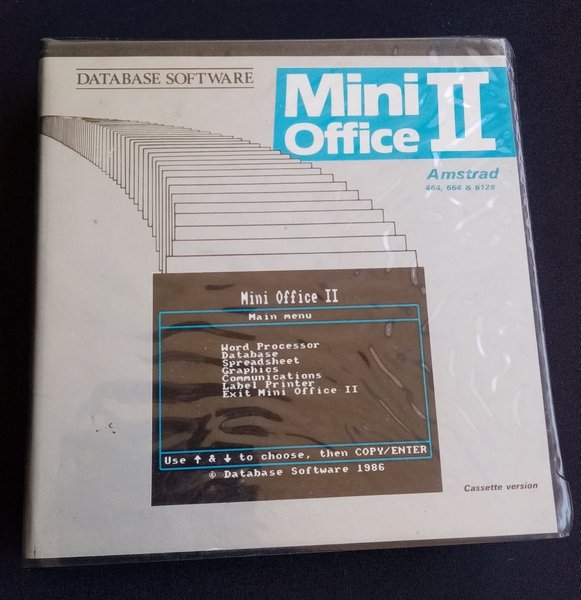 DATABASE SOFTWARE
Mini
Office II
Amstrad
464, 664 & 6128
Mini Office II
Main menu
Word Processor
Database
Spreadsheet
Graphics
Communications
Label Printer
Exit Mini Office II
Use ↑ & ↓ to choose, then COPY/ENTER
© Database Software 1986
Cassette version